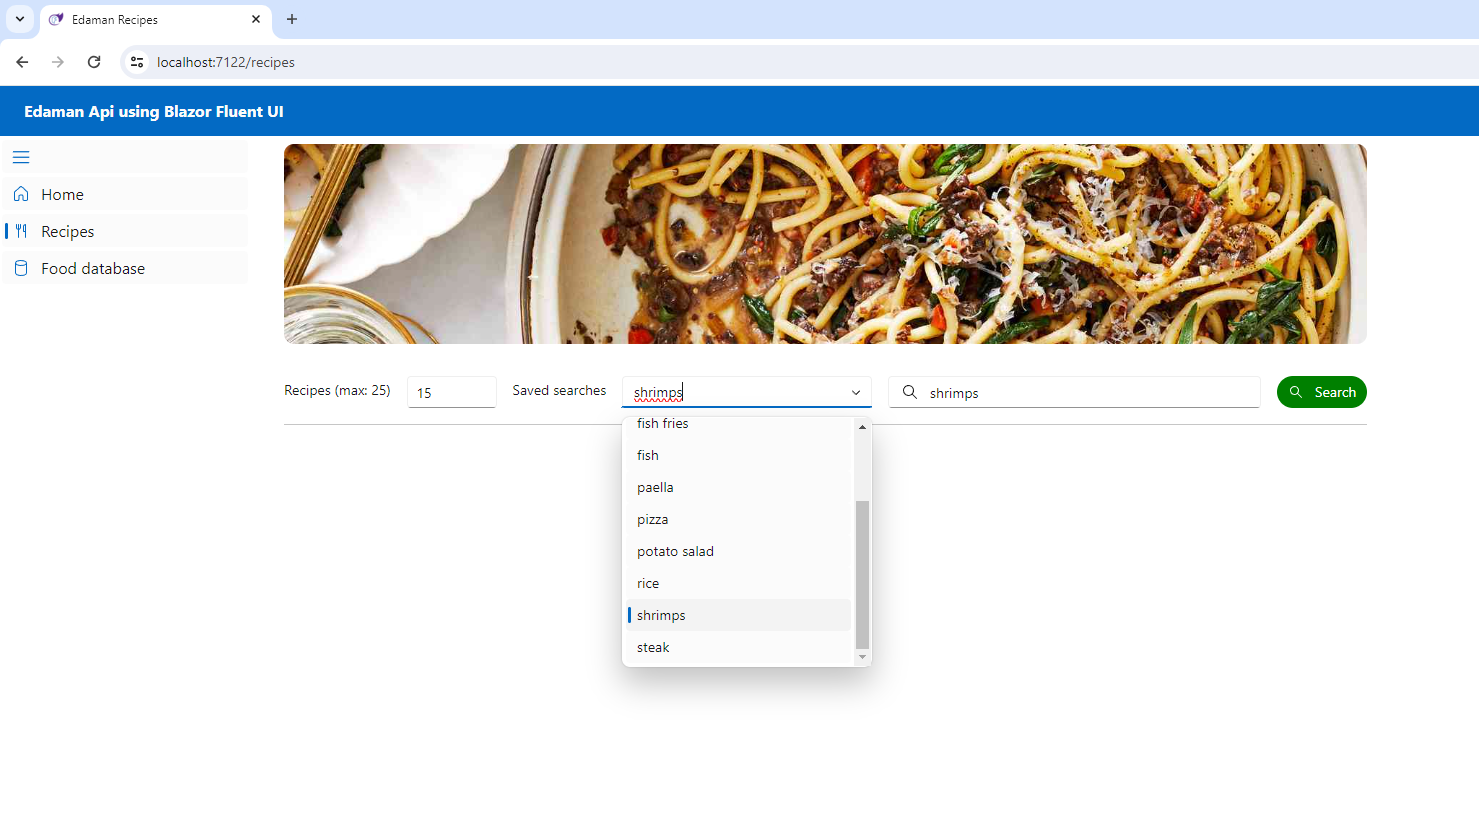 Edaman Recipes
localhost:7122/recipes
Edaman Api using Blazor Fluent UI
Home
Recipes
Food database
Recipes (max: 25) 15 Saved searches shrimps shrimps Search
fish fries
fish
paella
pizza
potato salad
rice
shrimps
steak